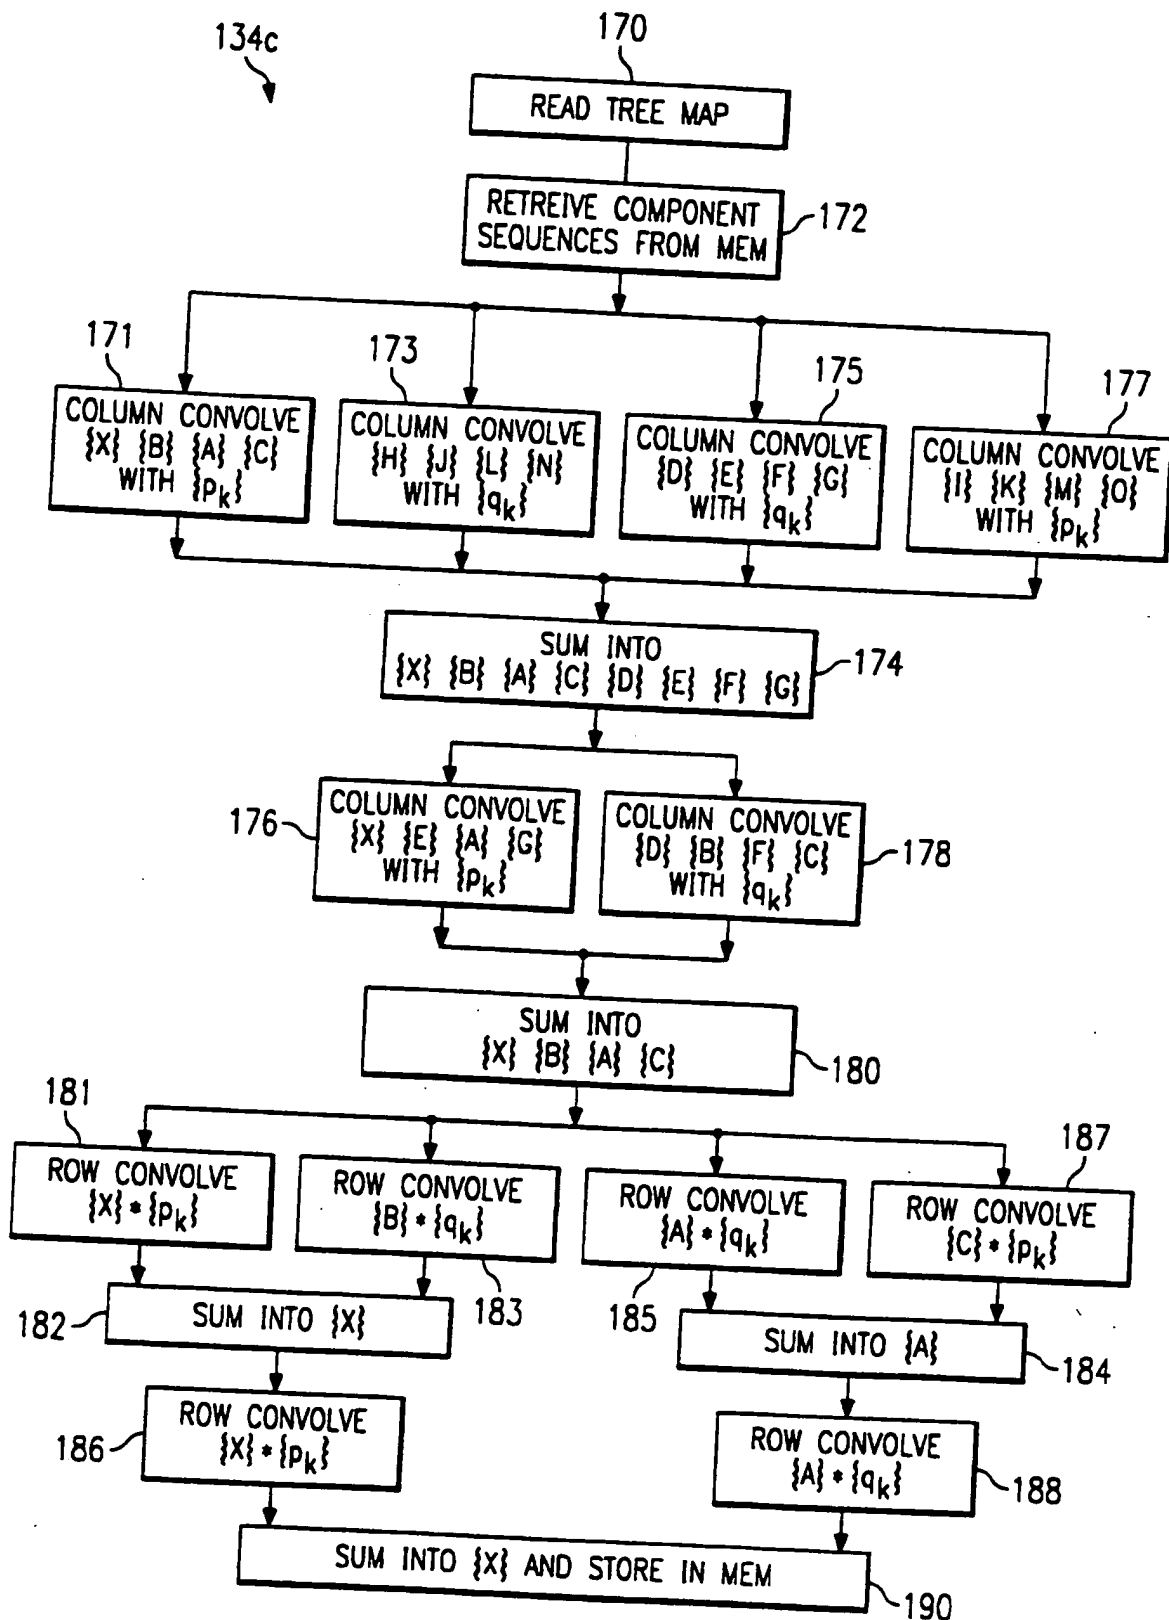 134c
170
READ TREE MAP
RETREIVE COMPONENT
SEQUENCES FROM MEM
172
171
COLUMN CONVOLVE
{X} {B} {A} {C}
WITH {pk}
173
COLUMN CONVOLVE
{H} {J} {L} {N}
WITH {qk}
175
COLUMN CONVOLVE
{D} {E} {F} {G}
WITH {qk}
177
COLUMN CONVOLVE
{I} {K} {M} {O}
WITH {pk}
SUM INTO
{X} {B} {A} {C} {D} {E} {F} {G}
174
176
COLUMN CONVOLVE
{X} {E} {A} {G}
WITH {pk}
COLUMN CONVOLVE
{D} {B} {F} {C}
WITH {qk}
178
SUM INTO
{X} {B} {A} {C}
180
181
ROW CONVOLVE
{X} * {pk}
ROW CONVOLVE
{B} * {qk}
183
ROW CONVOLVE
{A} * {qk}
185
187
ROW CONVOLVE
{C} * {pk}
182
SUM INTO {X}
SUM INTO {A}
184
186
ROW CONVOLVE
{X} * {pk}
ROW CONVOLVE
{A} * {qk}
188
SUM INTO {X} AND STORE IN MEM
190